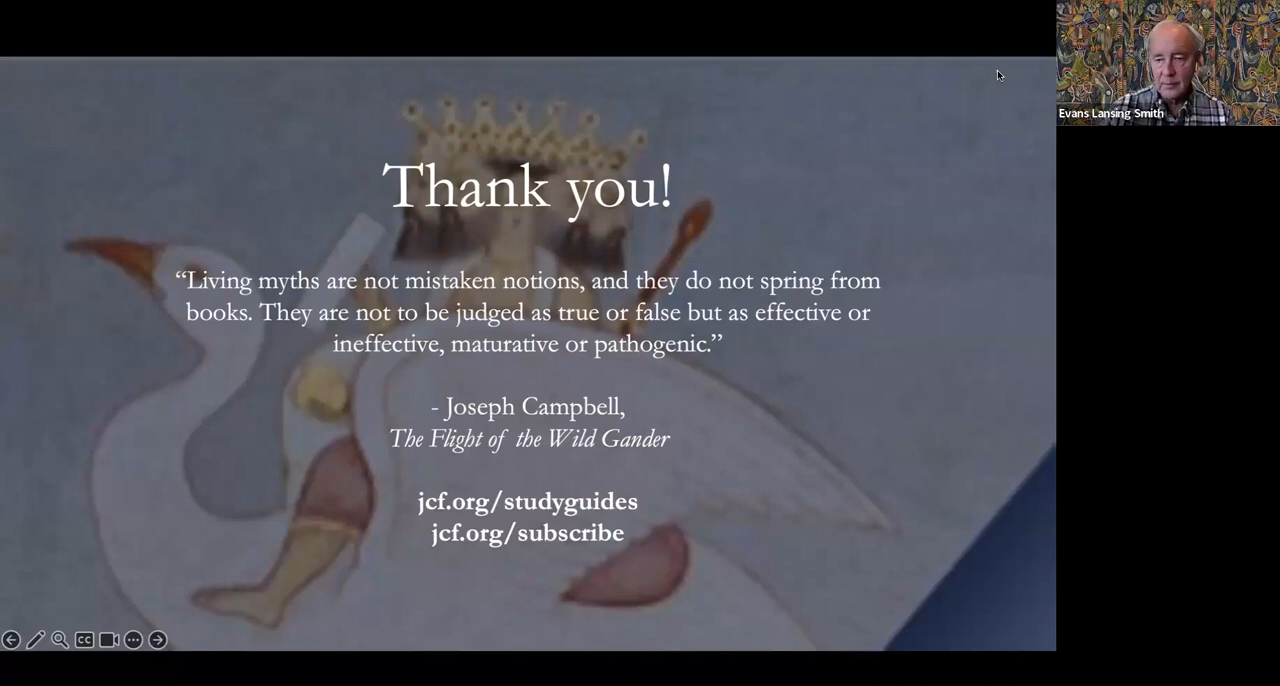 Thank you!
“Living myths are not mistaken notions, and they do not spring from
books. They are not to be judged as true or false but as effective or
ineffective, maturative or pathogenic.”
- Joseph Campbell,
The Flight of the Wild Gander
jcf.org/studyguides
jcf.org/subscribe
CC
Evans Lansing Smith